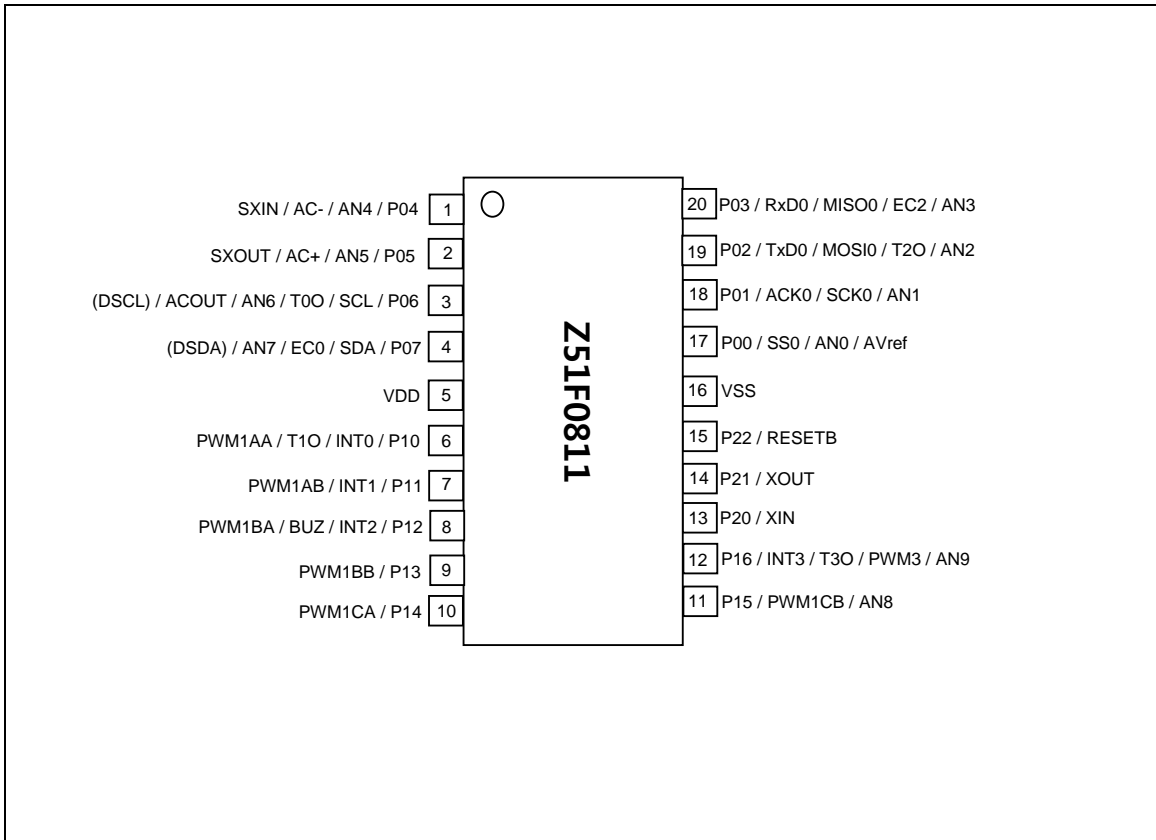 SXIN / AC- / AN4 / P04 1
SXOUT / AC+ / AN5 / P05 2
(DSCL) / ACOUT / AN6 / T0O / SCL / P06 3
(DSDA) / AN7 / EC0 / SDA / P07 4
VDD 5
PWM1AA / T1O / INT0 / P10 6
PWM1AB / INT1 / P11 7
PWM1BA / BUZ / INT2 / P12 8
PWM1BB / P13 9
PWM1CA / P14 10
Z51F0811
20 P03 / RxD0 / MISO0 / EC2 / AN3
19 P02 / TxD0 / MOSI0 / T2O / AN2
18 P01 / ACK0 / SCK0 / AN1
17 P00 / SS0 / AN0 / AVref
16 VSS
15 P22 / RESETB
14 P21 / XOUT
13 P20 / XIN
12 P16 / INT3 / T3O / PWM3 / AN9
11 P15 / PWM1CB / AN8